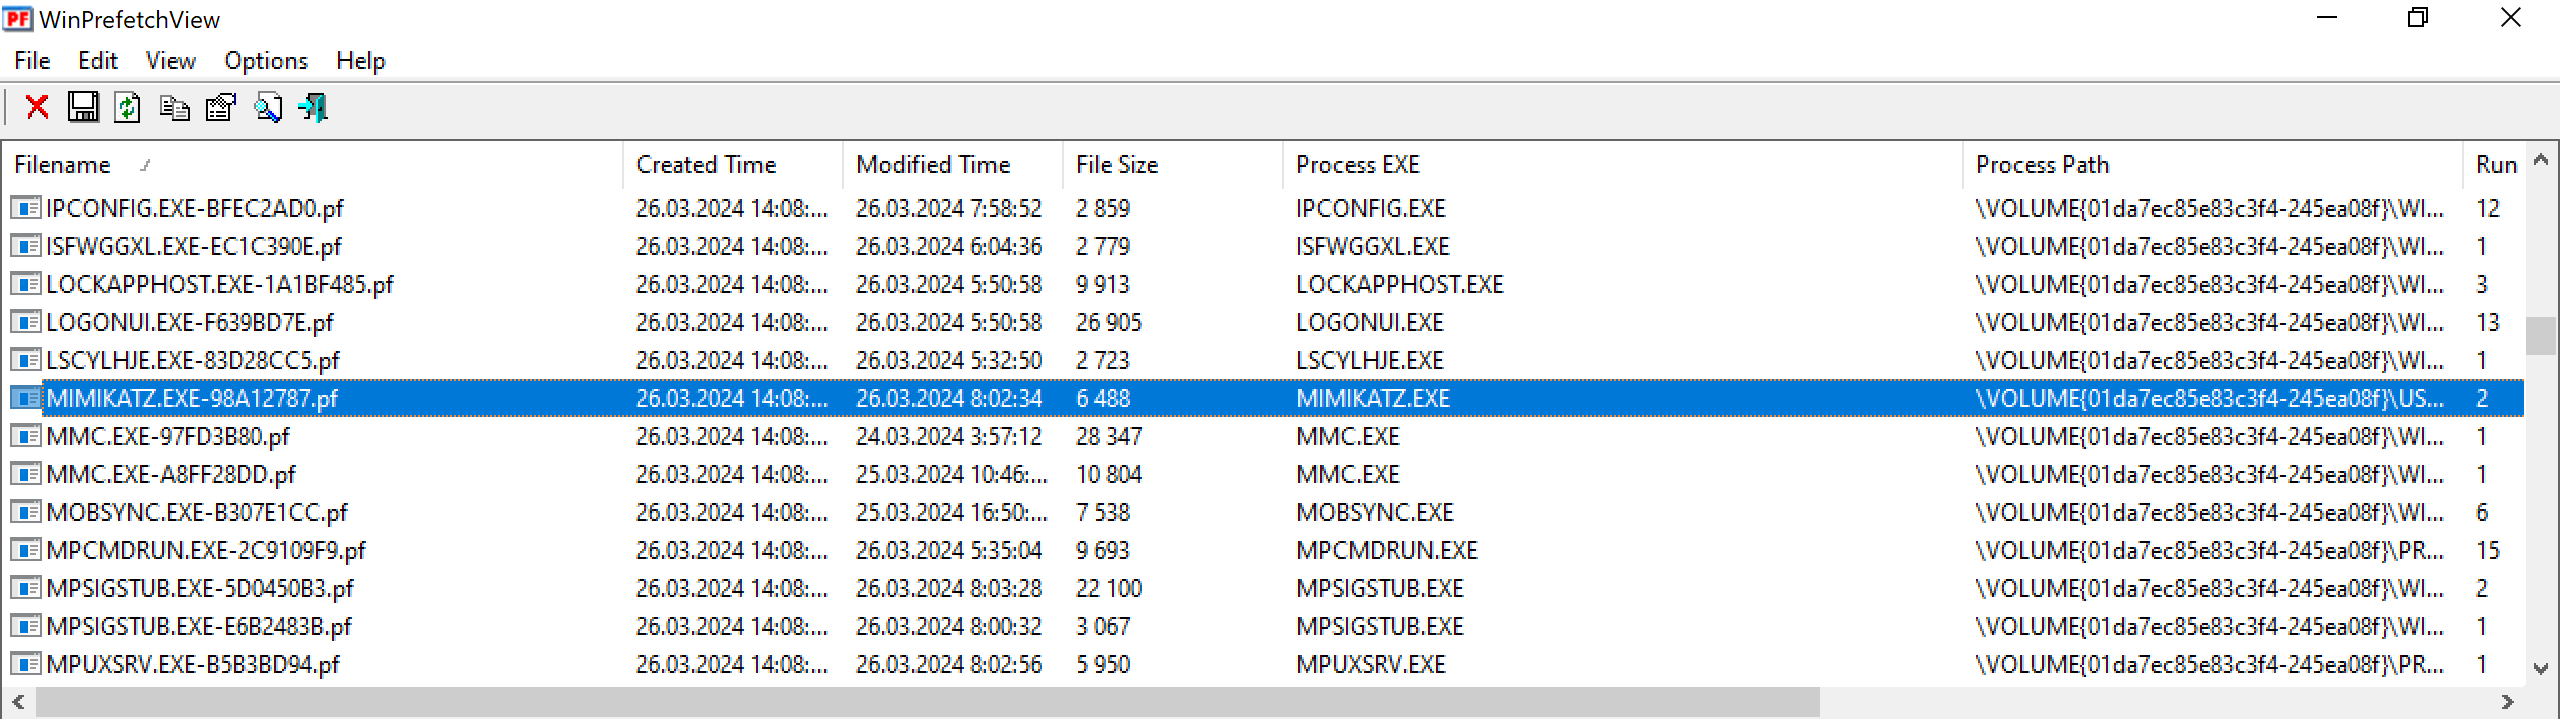 PF WinPrefetchView
File Edit View Options Help
Filename Created Time Modified Time File Size Process EXE Process Path Run
IPCONFIG.EXE-BFEC2AD0.pf 26.03.2024 14:08:... 26.03.2024 7:58:52 2 859 IPCONFIG.EXE \VOLUME{01da7ec85e83c3f4-245ea08f}\WI... 12
ISFWGGXL.EXE-EC1C390E.pf 26.03.2024 14:08:... 26.03.2024 6:04:36 2 779 ISFWGGXL.EXE \VOLUME{01da7ec85e83c3f4-245ea08f}\WI... 1
LOCKAPPHOST.EXE-1A1BF485.pf 26.03.2024 14:08:... 26.03.2024 5:50:58 9 913 LOCKAPPHOST.EXE \VOLUME{01da7ec85e83c3f4-245ea08f}\WI... 3
LOGONUI.EXE-F639BD7E.pf 26.03.2024 14:08:... 26.03.2024 5:50:58 26 905 LOGONUI.EXE \VOLUME{01da7ec85e83c3f4-245ea08f}\WI... 13
LSCYLHJE.EXE-83D28CC5.pf 26.03.2024 14:08:... 26.03.2024 5:32:50 2 723 LSCYLHJE.EXE \VOLUME{01da7ec85e83c3f4-245ea08f}\WI... 1
MIMIKATZ.EXE-98A12787.pf 26.03.2024 14:08:... 26.03.2024 8:02:34 6 488 MIMIKATZ.EXE \VOLUME{01da7ec85e83c3f4-245ea08f}\US... 2
MMC.EXE-97FD3B80.pf 26.03.2024 14:08:... 24.03.2024 3:57:12 28 347 MMC.EXE \VOLUME{01da7ec85e83c3f4-245ea08f}\WI... 1
MMC.EXE-A8FF28DD.pf 26.03.2024 14:08:... 25.03.2024 10:46:... 10 804 MMC.EXE \VOLUME{01da7ec85e83c3f4-245ea08f}\WI... 1
MOBSYNC.EXE-B307E1CC.pf 26.03.2024 14:08:... 25.03.2024 16:50:... 7 538 MOBSYNC.EXE \VOLUME{01da7ec85e83c3f4-245ea08f}\WI... 6
MPCMDRUN.EXE-2C9109F9.pf 26.03.2024 14:08:... 26.03.2024 5:35:04 9 693 MPCMDRUN.EXE \VOLUME{01da7ec85e83c3f4-245ea08f}\PR... 15
MPSIGSTUB.EXE-5D0450B3.pf 26.03.2024 14:08:... 26.03.2024 8:03:28 22 100 MPSIGSTUB.EXE \VOLUME{01da7ec85e83c3f4-245ea08f}\WI... 2
MPSIGSTUB.EXE-E6B2483B.pf 26.03.2024 14:08:... 26.03.2024 8:00:32 3 067 MPSIGSTUB.EXE \VOLUME{01da7ec85e83c3f4-245ea08f}\WI... 1
MPUXSRV.EXE-B5B3BD94.pf 26.03.2024 14:08:... 26.03.2024 8:02:56 5 950 MPUXSRV.EXE \VOLUME{01da7ec85e83c3f4-245ea08f}\PR... 1